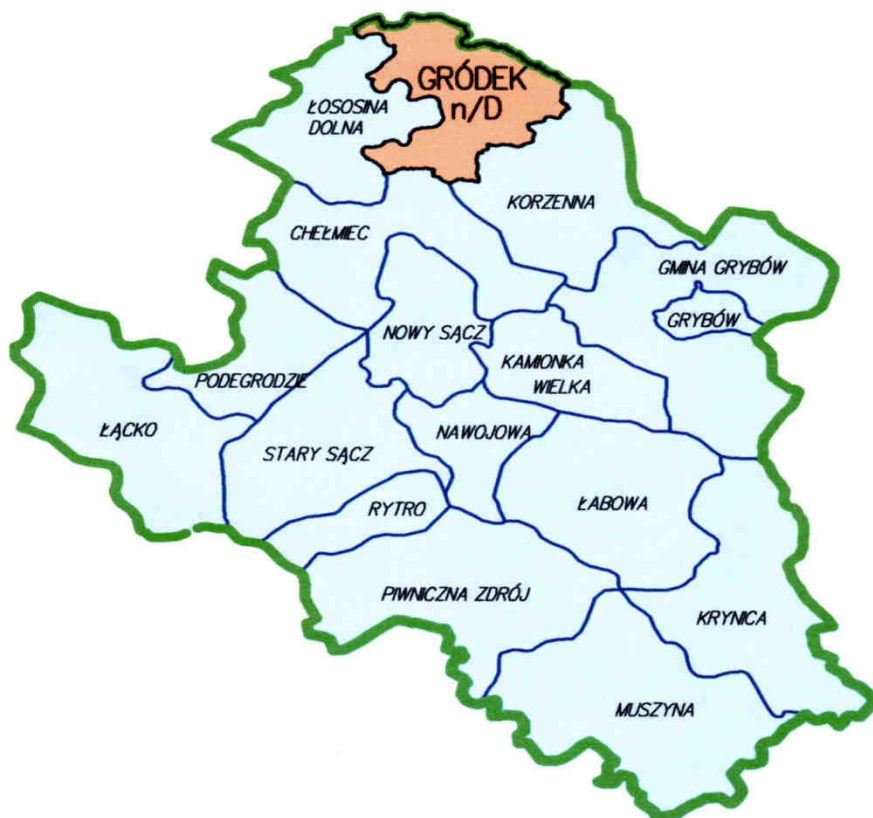 GRÓDEK
n/D
ŁOSOSINA
DOLNA
KORZENNA
CHEŁMIEC
GMINA GRYBÓW
GRYBÓW
NOWY SĄCZ
KAMIONKA
WIELKA
PODEGRODZIE
ŁĄCKO
NAWOJOWA
STARY SĄCZ
ŁABOWA
RYTRO
PIWNICZNA ZDRÓJ
KRYNICA
MUSZYNA